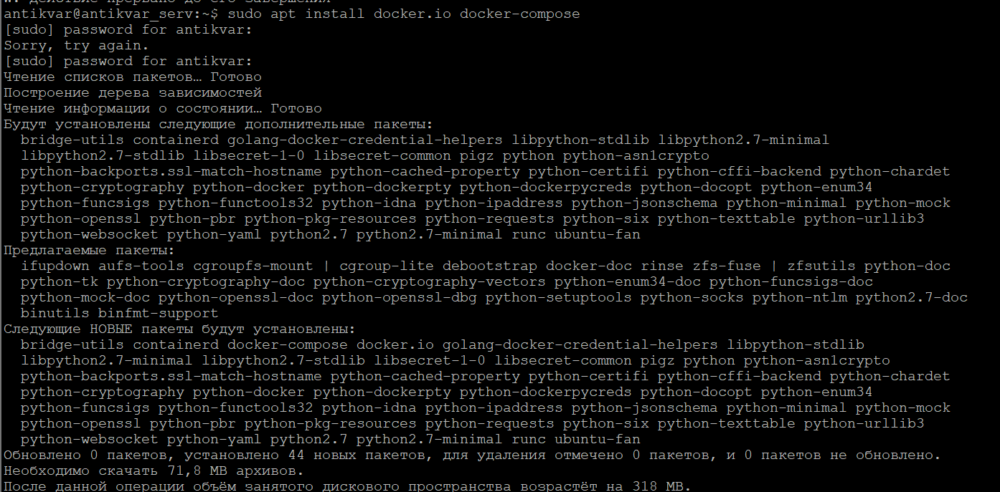 действие прервано до его завершения
antikvar@antikvar_serv:~$ sudo apt install docker.io docker-compose
[sudo] password for antikvar:
Sorry, try again.
[sudo] password for antikvar:
Чтение списков пакетов… Готово
Построение дерева зависимостей
Чтение информации о состоянии… Готово
Будут установлены следующие дополнительные пакеты:
  bridge-utils containerd golang-docker-credential-helpers libpython-stdlib libpython2.7-minimal
  libpython2.7-stdlib libsecret-1-0 libsecret-common pigz python python-asn1crypto
  python-backports.ssl-match-hostname python-cached-property python-certifi python-cffi-backend python-chardet
  python-cryptography python-docker python-dockerpty python-dockerpycreds python-docopt python-enum34
  python-funcsigs python-functools32 python-idna python-ipaddress python-jsonschema python-minimal python-mock
  python-openssl python-pbr python-pkg-resources python-requests python-six python-texttable python-urllib3
  python-websocket python-yaml python2.7 python2.7-minimal runc ubuntu-fan
Предлагаемые пакеты:
  ifupdown aufs-tools cgroupfs-mount | cgroup-lite debootstrap docker-doc rinse zfs-fuse | zfsutils python-doc
  python-tk python-cryptography-doc python-cryptography-vectors python-enum34-doc python-funcsigs-doc
  python-mock-doc python-openssl-doc python-openssl-dbg python-setuptools python-socks python-ntlm python2.7-doc
  binutils binfmt-support
Следующие НОВЫЕ пакеты будут установлены:
  bridge-utils containerd docker-compose docker.io golang-docker-credential-helpers libpython-stdlib
  libpython2.7-minimal libpython2.7-stdlib libsecret-1-0 libsecret-common pigz python python-asn1crypto
  python-backports.ssl-match-hostname python-cached-property python-certifi python-cffi-backend python-chardet
  python-cryptography python-docker python-dockerpty python-dockerpycreds python-docopt python-enum34
  python-funcsigs python-functools32 python-idna python-ipaddress python-jsonschema python-minimal python-mock
  python-openssl python-pbr python-pkg-resources python-requests python-six python-texttable python-urllib3
  python-websocket python-yaml python2.7 python2.7-minimal runc ubuntu-fan
Обновлено 0 пакетов, установлено 44 новых пакетов, для удаления отмечено 0 пакетов, и 0 пакетов не обновлено.
Необходимо скачать 71,8 MB архивов.
После данной операции объём занятого дискового пространства возрастёт на 318 MB.